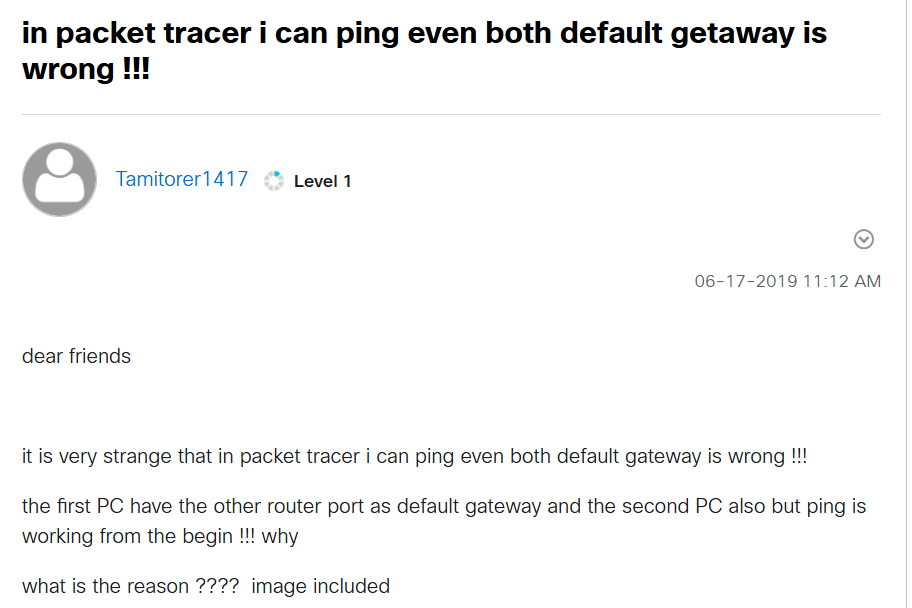 in packet tracer i can ping even both default getaway is
wrong !!!
Tamitorer1417
Level 1
06-17-2019 11:12 AM
dear friends
it is very strange that in packet tracer i can ping even both default gateway is wrong !!!
the first PC have the other router port as default gateway and the second PC also but ping is
working from the begin !!! why
what is the reason ???? image included